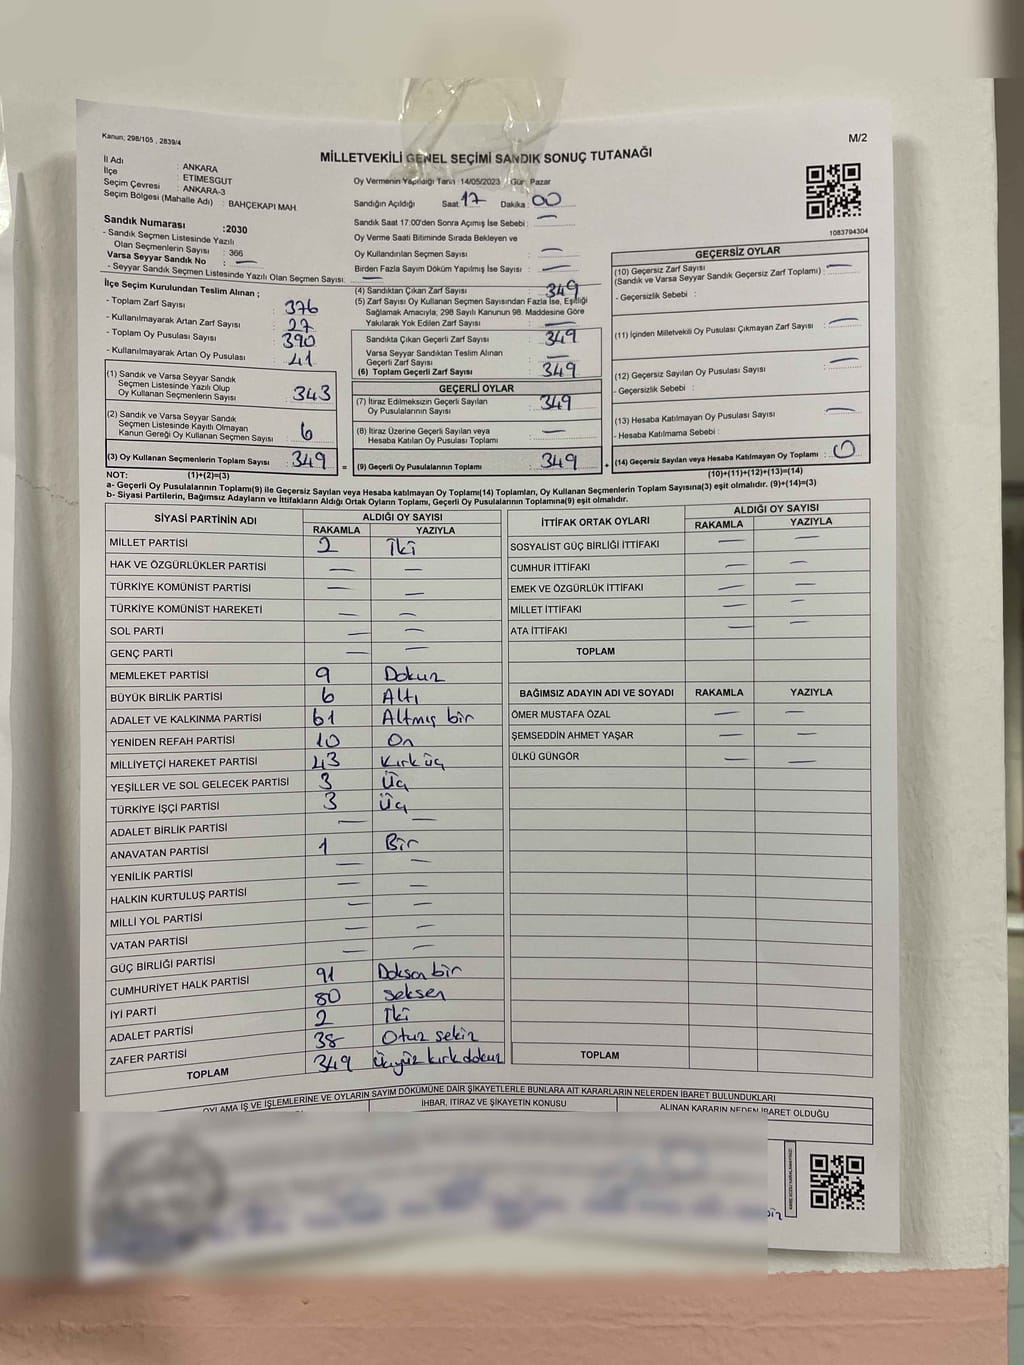 Kanun; 298/105 , 2839/4
M/2
MİLLETVEKİLİ GENEL SEÇİMİ SANDIK SONUÇ TUTANAĞI
İl Adı : ANKARA
İlçe : ETİMESGUT
Seçim Çevresi : ANKARA-3
Seçim Bölgesi (Mahalle Adı) : BAHÇEKAPI MAH.
Oy Vermenin Yapıldığı Tarih :14/05/2023 Gün: Pazar
Sandığın Açıldığı Saat: 17 Dakika: 00
Sandık Saat 17:00'den Sonra Açılmış İse Sebebi : —
Oy Verme Saati Bitiminde Sırada Bekleyen ve
Oy Kullandırılan Seçmen Sayısı : —
Birden Fazla Sayım Döküm Yapılmış İse Sayısı : —
1083794304
Sandık Numarası :2030
- Sandık Seçmen Listesinde Yazılı
Olan Seçmenlerin Sayısı : 366
Varsa Seyyar Sandık No : —
- Seyyar Sandık Seçmen Listesinde Yazılı Olan Seçmen Sayısı: —
İlçe Seçim Kurulundan Teslim Alınan ;
- Toplam Zarf Sayısı : 376
- Kullanılmayarak Artan Zarf Sayısı : 27
- Toplam Oy Pusulası Sayısı : 390
- Kullanılmayarak Artan Oy Pusulası : 41
(1) Sandık ve Varsa Seyyar Sandık
Seçmen Listesinde Yazılı Olup
Oy Kullanan Seçmenlerin Sayısı : 343
(2) Sandık ve Varsa Seyyar Sandık
Seçmen Listesinde Kayıtlı Olmayan
Kanun Gereği Oy Kullanan Seçmen Sayısı : 6
(3) Oy Kullanan Seçmenlerin Toplam Sayısı : 349
(4) Sandıktan Çıkan Zarf Sayısı : 349
(5) Zarf Sayısı Oy Kullanan Seçmen Sayısından Fazla İse, Eşitliği
Sağlamak Amacıyla; 298 Sayılı Kanunun 98. Maddesine Göre
Yakılarak Yok Edilen Zarf Sayısı : —
Sandıkta Çıkan Geçerli Zarf Sayısı : 349
Varsa Seyyar Sandıktan Teslim Alınan
Geçerli Zarf Sayısı : —
(6) Toplam Geçerli Zarf Sayısı : 349
GEÇERLİ OYLAR
(7) İtiraz Edilmeksizin Geçerli Sayılan
Oy Pusulalarının Sayısı : 349
(8) İtiraz Üzerine Geçerli Sayılan veya
Hesaba Katılan Oy Pusulası Toplamı : —
= (9) Geçerli Oy Pusulalarının Toplamı : 349
GEÇERSİZ OYLAR
(10) Geçersiz Zarf Sayısı
(Sandık ve Varsa Seyyar Sandık Geçersiz Zarf Toplamı) : —
- Geçersizlik Sebebi :
(11) İçinden Milletvekili Oy Pusulası Çıkmayan Zarf Sayısı : —
(12) Geçersiz Sayılan Oy Pusulası Sayısı : —
- Geçersizlik Sebebi :
(13) Hesaba Katılmayan Oy Pusulası Sayısı : —
- Hesaba Katılmama Sebebi :
+ (14) Geçersiz Sayılan veya Hesaba Katılmayan Oy Toplamı : 0
NOT: (1)+(2)=(3) (10)+(11)+(12)+(13)=(14)
a- Geçerli Oy Pusulalarının Toplamı(9) ile Geçersiz Sayılan veya Hesaba katılmayan Oy Toplamı(14) Toplamları, Oy Kullanan Seçmenlerin Toplam Sayısına(3) eşit olmalıdır. (9)+(14)=(3)
b- Siyasi Partilerin, Bağımsız Adayların ve İttifakların Aldığı Ortak Oyların Toplamı, Geçerli Oy Pusulalarının Toplamına(9) eşit olmalıdır.
SİYASİ PARTİNİN ADI ALDIĞI OY SAYISI
RAKAMLA YAZIYLA
MİLLET PARTİSİ 2 İki
HAK VE ÖZGÜRLÜKLER PARTİSİ — —
TÜRKİYE KOMÜNİST PARTİSİ — —
TÜRKİYE KOMÜNİST HAREKETİ — —
SOL PARTİ — —
GENÇ PARTİ — —
MEMLEKET PARTİSİ 9 Dokuz
BÜYÜK BİRLİK PARTİSİ 6 Altı
ADALET VE KALKINMA PARTİSİ 61 Altmış bir
YENİDEN REFAH PARTİSİ 10 On
MİLLİYETÇİ HAREKET PARTİSİ 43 Kırk üç
YEŞİLLER VE SOL GELECEK PARTİSİ 3 Üç
TÜRKİYE İŞÇİ PARTİSİ 3 Üç
ADALET BİRLİK PARTİSİ — —
ANAVATAN PARTİSİ 1 Bir
YENİLİK PARTİSİ — —
HALKIN KURTULUŞ PARTİSİ — —
MİLLİ YOL PARTİSİ — —
VATAN PARTİSİ — —
GÜÇ BİRLİĞİ PARTİSİ — —
CUMHURİYET HALK PARTİSİ 91 Doksan bir
İYİ PARTİ 80 seksen
ADALET PARTİSİ 2 İki
ZAFER PARTİSİ 38 Otuz sekiz
TOPLAM 349 Üçyüz kırk dokuz
İTTİFAK ORTAK OYLARI ALDIĞI OY SAYISI
RAKAMLA YAZIYLA
SOSYALİST GÜÇ BİRLİĞİ İTTİFAKI — —
CUMHUR İTTİFAKI — —
EMEK VE ÖZGÜRLÜK İTTİFAKI — —
MİLLET İTTİFAKI — —
ATA İTTİFAKI — —
TOPLAM
BAĞIMSIZ ADAYIN ADI VE SOYADI RAKAMLA YAZIYLA
ÖMER MUSTAFA ÖZAL — —
ŞEMSEDDİN AHMET YAŞAR — —
ÜLKÜ GÜNGÖR — —
TOPLAM
OYLAMA İŞ VE İŞLEMLERİNE VE OYLARIN SAYIM DÖKÜMÜNE DAİR ŞİKAYETLERLE BUNLARA AİT KARARLARIN NELERDEN İBARET BULUNDUKLARI
İHBAR, İTİRAZ VE ŞİKAYETİN KONUSU
ALINAN KARARIN NEDEN İBARET OLDUĞU